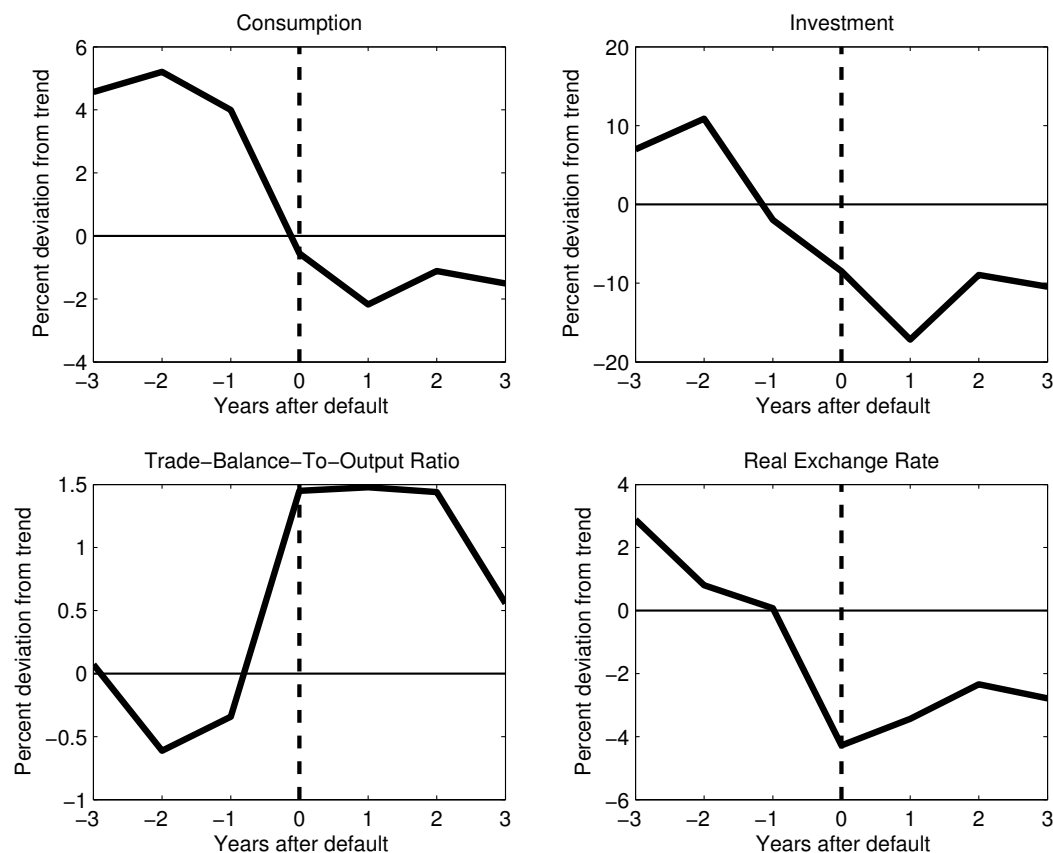 Consumption
6
4
2
0
−2
−4
Percent deviation from trend
−3 −2 −1 0 1 2 3
Years after default
Investment
20
10
0
−10
−20
Percent deviation from trend
−3 −2 −1 0 1 2 3
Years after default
Trade−Balance−To−Output Ratio
1.5
1
0.5
0
−0.5
−1
Percent deviation from trend
−3 −2 −1 0 1 2 3
Years after default
Real Exchange Rate
4
2
0
−2
−4
−6
Percent deviation from trend
−3 −2 −1 0 1 2 3
Years after default